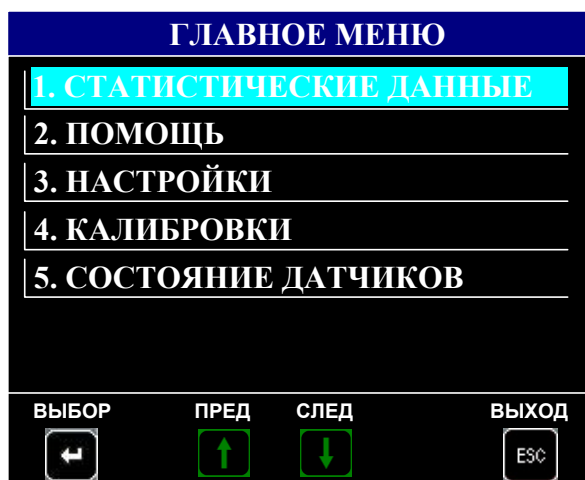 ГЛАВНОЕ МЕНЮ
1. СТАТИСТИЧЕСКИЕ ДАННЫЕ
2. ПОМОЩЬ
3. НАСТРОЙКИ
4. КАЛИБРОВКИ
5. СОСТОЯНИЕ ДАТЧИКОВ
ВЫБОР ПРЕД СЛЕД ВЫХОД
ESC